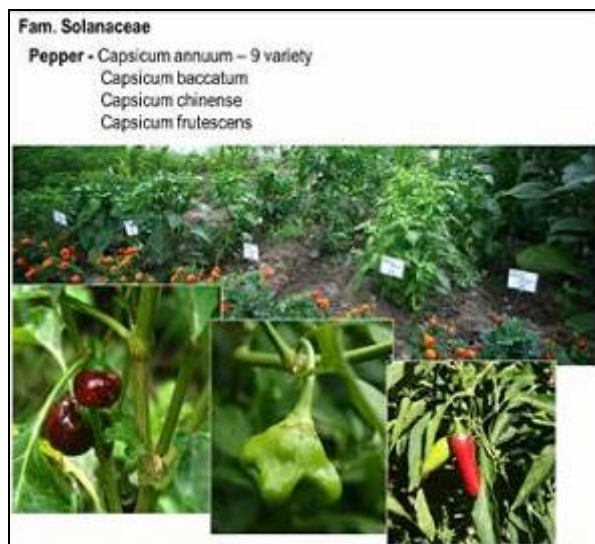 Fam. Solanaceae
Pepper - Capsicum annuum – 9 variety
Capsicum baccatum
Capsicum chinense
Capsicum frutescens